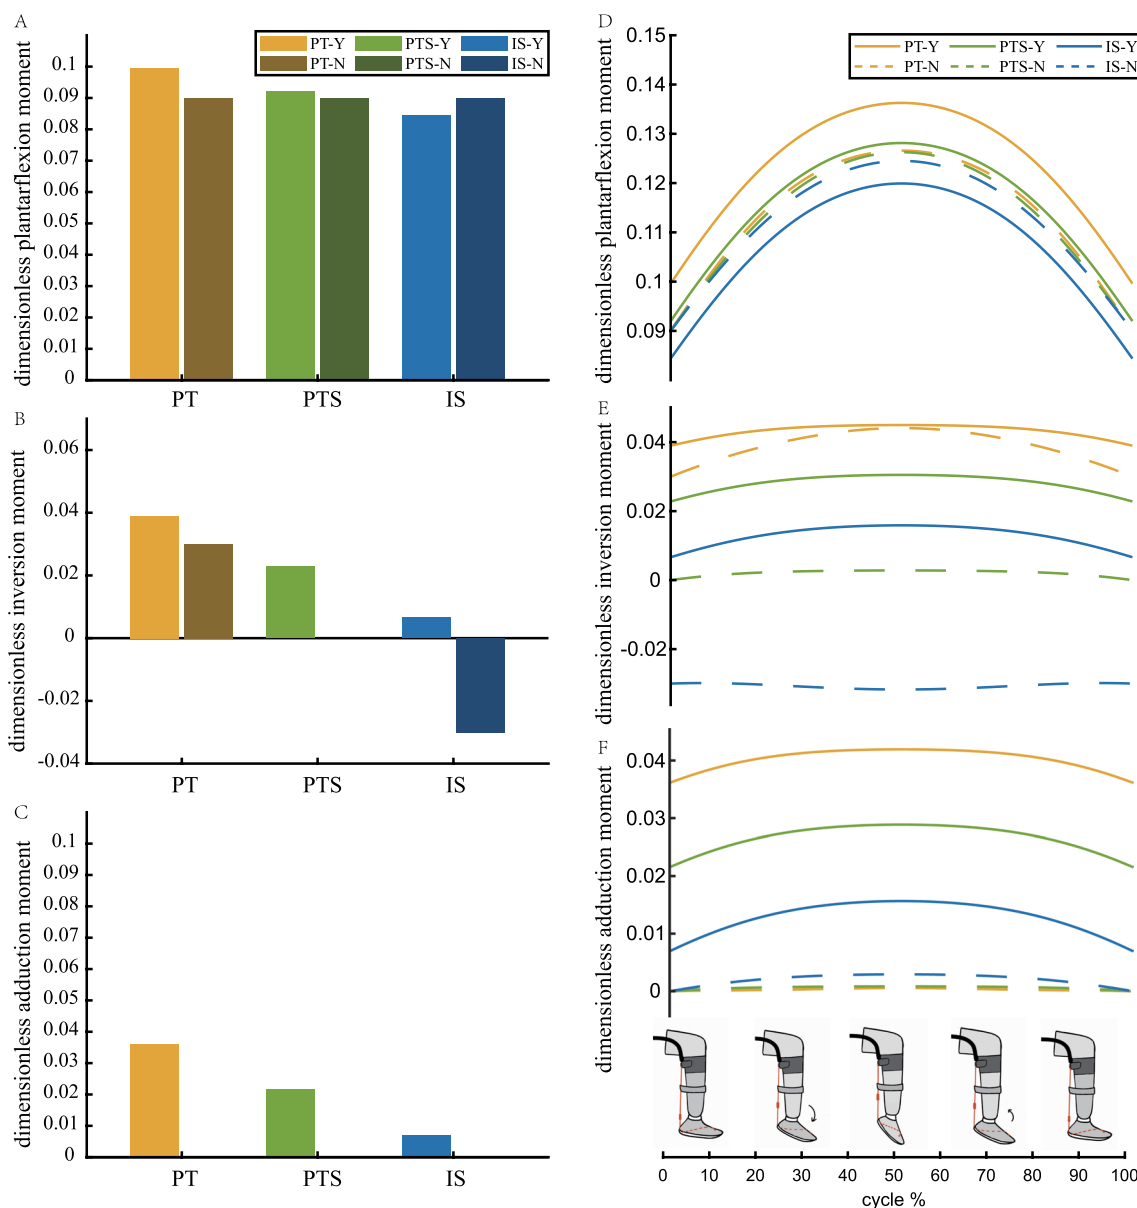 A
PT-Y PTS-Y IS-Y
PT-N PTS-N IS-N
dimensionless plantarflexion moment
0.1
0.09
0.08
0.07
0.06
0.05
0.04
0.03
0.02
0.01
0
PT PTS IS
B
dimensionless inversion moment
0.06
0.04
0.02
0
-0.02
-0.04
PT PTS IS
C
dimensionless adduction moment
0.1
0.09
0.08
0.07
0.06
0.05
0.04
0.03
0.02
0.01
0
PT PTS IS
D
PT-Y PTS-Y IS-Y
PT-N PTS-N IS-N
dimensionless plantarflexion moment
0.15
0.14
0.13
0.12
0.11
0.1
0.09
E
dimensionless inversion moment
0.04
0.02
0
-0.02
F
dimensionless adduction moment
0.04
0.03
0.02
0.01
0
0 10 20 30 40 50 60 70 80 90 100
cycle %